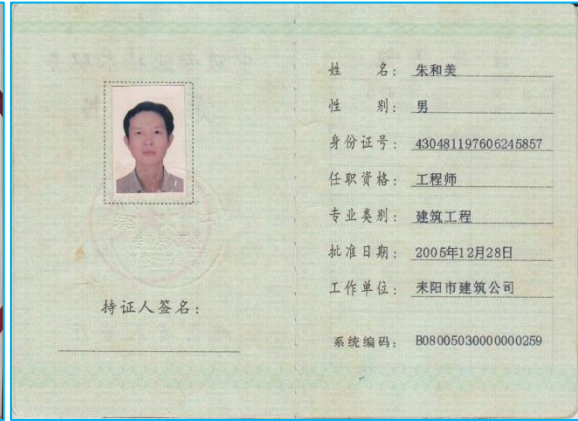 持证人签名：
姓 名： 朱和美
性 别： 男
身份证号： 430481197606245857
任职资格： 工程师
专业类别： 建筑工程
批准日期： 2005年12月28日
工作单位： 耒阳市建筑公司
系统编码： B08005030000000259